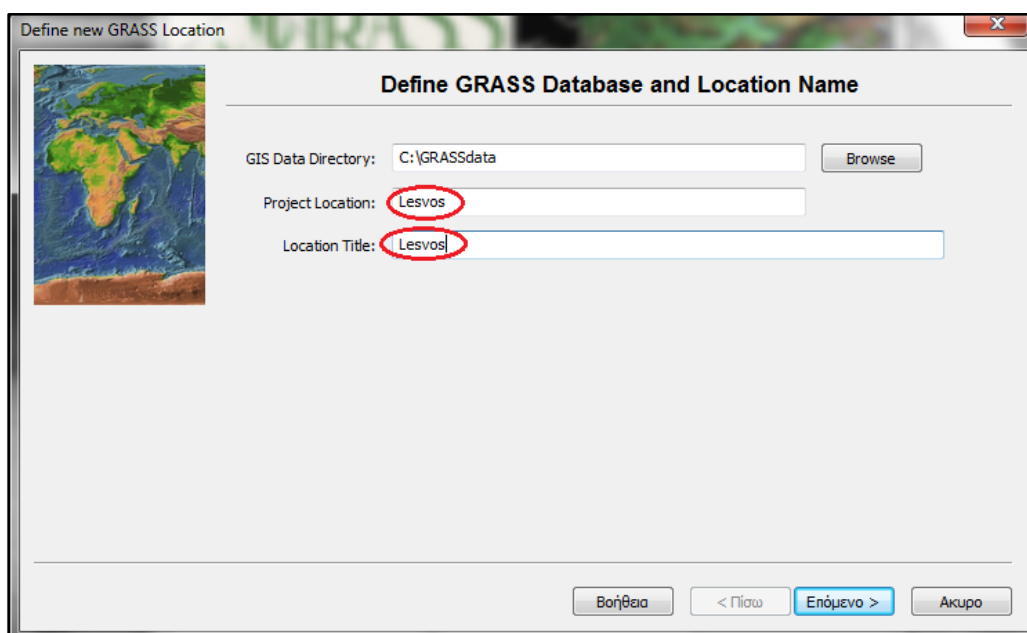 Define new GRASS Location
GRASS
Define GRASS Database and Location Name
GIS Data Directory: C:\GRASSdata Browse
Project Location: Lesvos
Location Title: Lesvos
Βοήθεια < Πίσω Επόμενο > Ακυρο